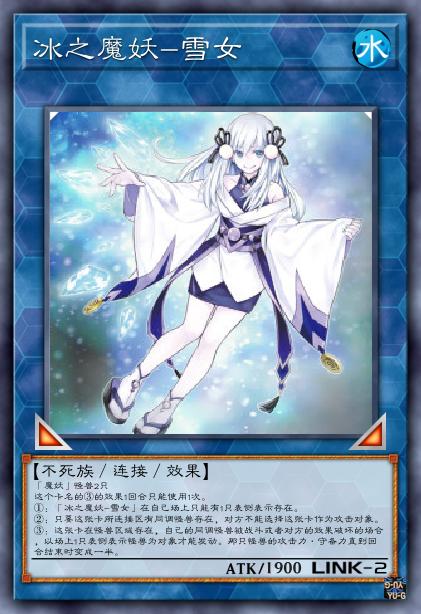 冰之魔妖-雪女
水
【不死族/连接/效果】
「魔妖」怪兽2只
这个卡名的③的效果1回合只能使用1次。
①：「冰之魔妖-雪女」在自己场上只能有1只表侧表示存在。
②：只要这张卡所连接区有同调怪兽存在，对方不能选择这张卡作为攻击对象。
③：这张卡在怪兽区域存在，自己的同调怪兽被战斗或者对方的效果破坏的场合
，以场上1只表侧表示怪兽为对象才能发动。那只怪兽的攻击力·守备力直到回
合结束时变成一半。
ATK/1900 LINK-2